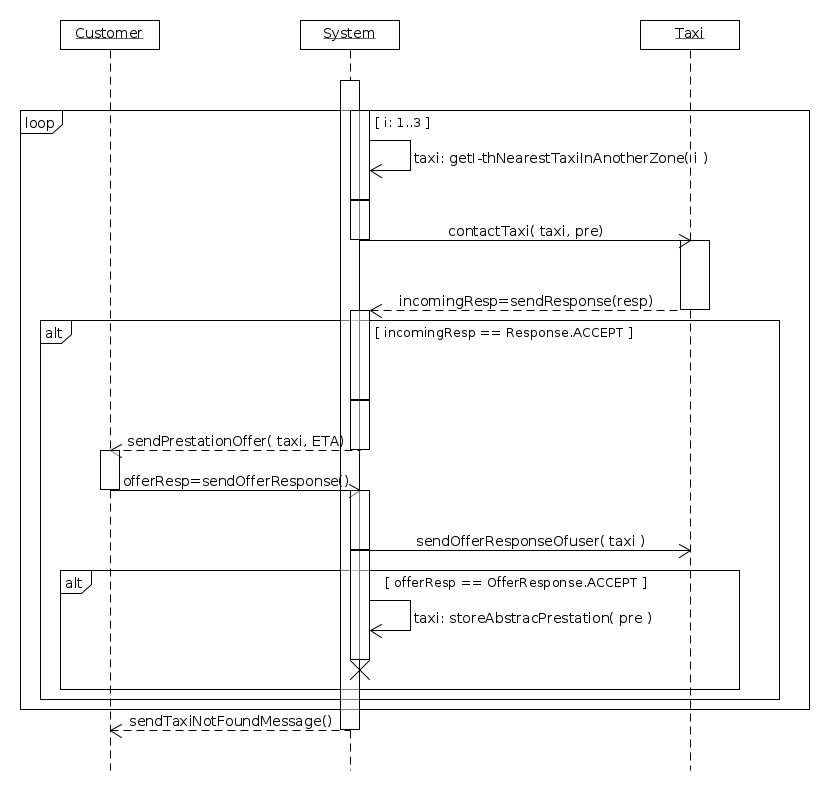 Customer
System
Taxi
loop
[ i: 1..3 ]
taxi: getI-thNearestTaxiInAnotherZone( i )
contactTaxi( taxi, pre)
incomingResp=sendResponse(resp)
alt
[ incomingResp == Response.ACCEPT ]
sendPrestationOffer( taxi, ETA)
offerResp=sendOfferResponse()
sendOfferResponseOfuser( taxi )
alt
[ offerResp == OfferResponse.ACCEPT ]
taxi: storeAbstracPrestation( pre )
sendTaxiNotFoundMessage()